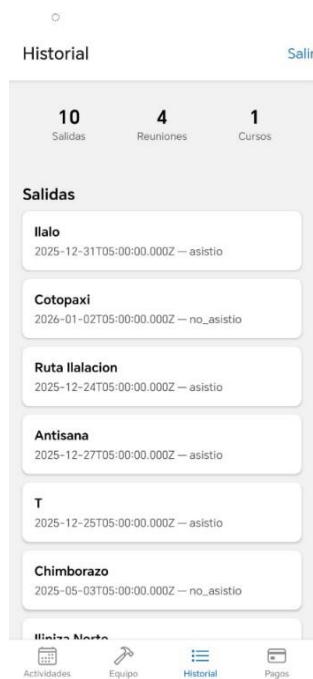 Historial
Salir
10 4 1
Salidas Reuniones Cursos
Salidas
Ilalo
2025-12-31T05:00:00.000Z — asistio
Cotopaxi
2026-01-02T05:00:00.000Z — no_asistio
Ruta Ilalacion
2025-12-24T05:00:00.000Z — asistio
Antisana
2025-12-27T05:00:00.000Z — asistio
T
2025-12-25T05:00:00.000Z — asistio
Chimborazo
2025-05-03T05:00:00.000Z — no_asistio
Iliniza Norte
Actividades Equipo Historial Pagos